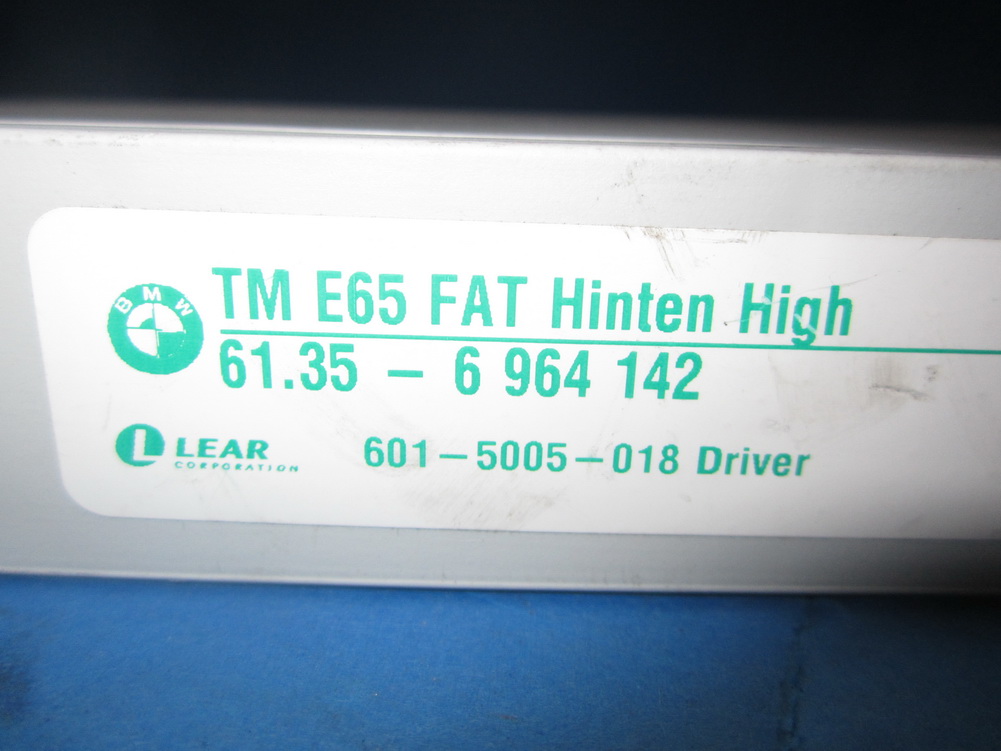 BMW
TM E65 FAT Hinten High
61.35 – 6 964 142
LEAR
CORPORATION
601–5005–018 Driver